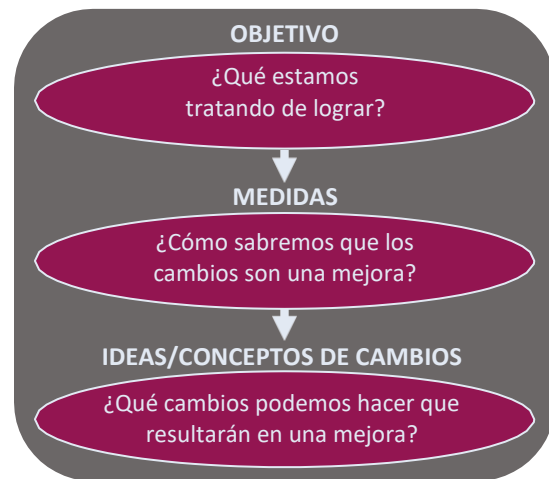 OBJETIVO
¿Qué estamos
tratando de lograr?
MEDIDAS
¿Cómo sabremos que los
cambios son una mejora?
IDEAS/CONCEPTOS DE CAMBIOS
¿Qué cambios podemos hacer que
resultarán en una mejora?